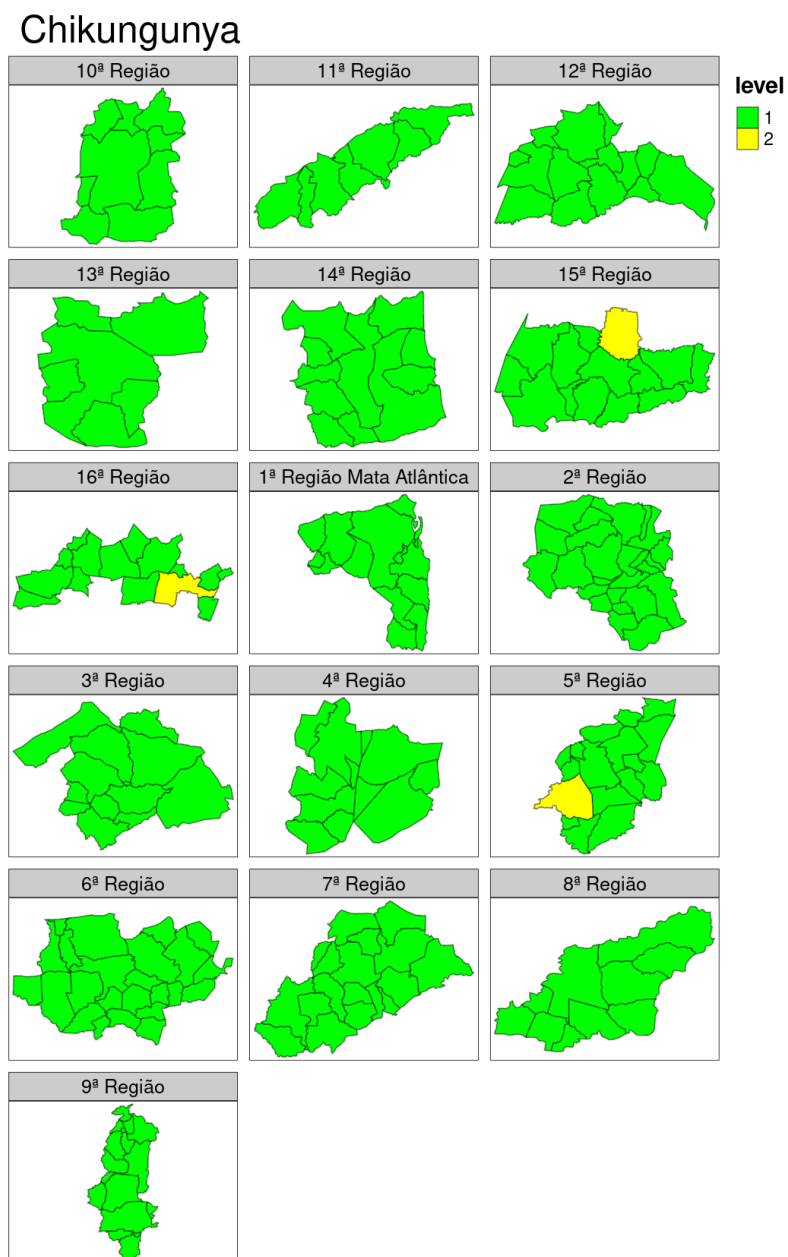 Chikungunya
10ª Região
11ª Região
12ª Região
level
1
2
13ª Região
14ª Região
15ª Região
16ª Região
1ª Região Mata Atlântica
2ª Região
3ª Região
4ª Região
5ª Região
6ª Região
7ª Região
8ª Região
9ª Região